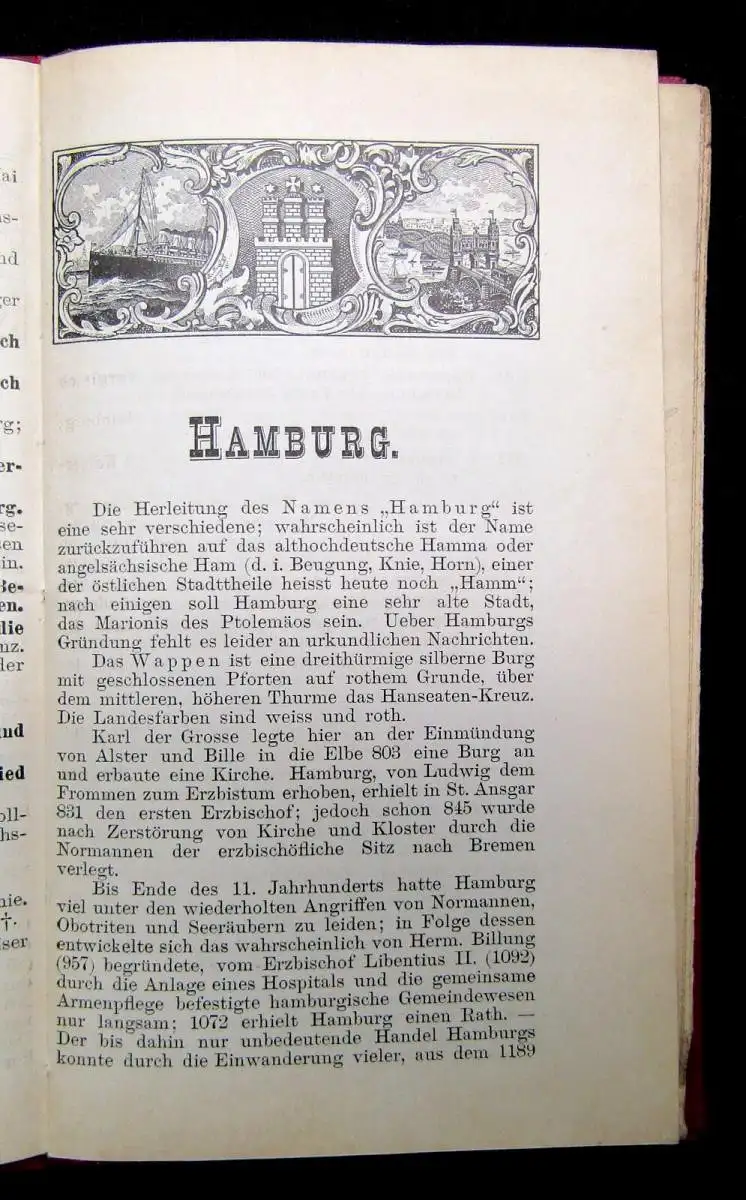 HAMBURG.
Die Herleitung des Namens „Hamburg“ ist
eine sehr verschiedene; wahrscheinlich ist der Name
zurückzuführen auf das althochdeutsche Hamma oder
angelsächsische Ham (d. i. Beugung, Knie, Horn), einer
der östlichen Stadttheile heisst heute noch „Hamm“;
nach einigen soll Hamburg eine sehr alte Stadt,
das Marionis des Ptolemäos sein. Ueber Hamburgs
Gründung fehlt es leider an urkundlichen Nachrichten.
Das Wappen ist eine dreithürmige silberne Burg
mit geschlossenen Pforten auf rothem Grunde, über
dem mittleren, höheren Thurme das Hanseaten-Kreuz.
Die Landesfarben sind weiss und roth.
Karl der Grosse legte hier an der Einmündung
von Alster und Bille in die Elbe 803 eine Burg an
und erbaute eine Kirche. Hamburg, von Ludwig dem
Frommen zum Erzbistum erhoben, erhielt in St. Ansgar
831 den ersten Erzbischof; jedoch schon 845 wurde
nach Zerstörung von Kirche und Kloster durch die
Normannen der erzbischöfliche Sitz nach Bremen
verlegt.
Bis Ende des 11. Jahrhunderts hatte Hamburg
viel unter den wiederholten Angriffen von Normannen,
Obotriten und Seeräubern zu leiden; in Folge dessen
entwickelte sich das wahrscheinlich von Herm. Billung
(957) begründete, vom Erzbischof Libentius II. (1092)
durch die Anlage eines Hospitals und die gemeinsame
Armenpflege befestigte hamburgische Gemeindewesen
nur langsam; 1072 erhielt Hamburg einen Rath. —
Der bis dahin nur unbedeutende Handel Hamburgs
konnte durch die Einwanderung vieler, aus dem 1189